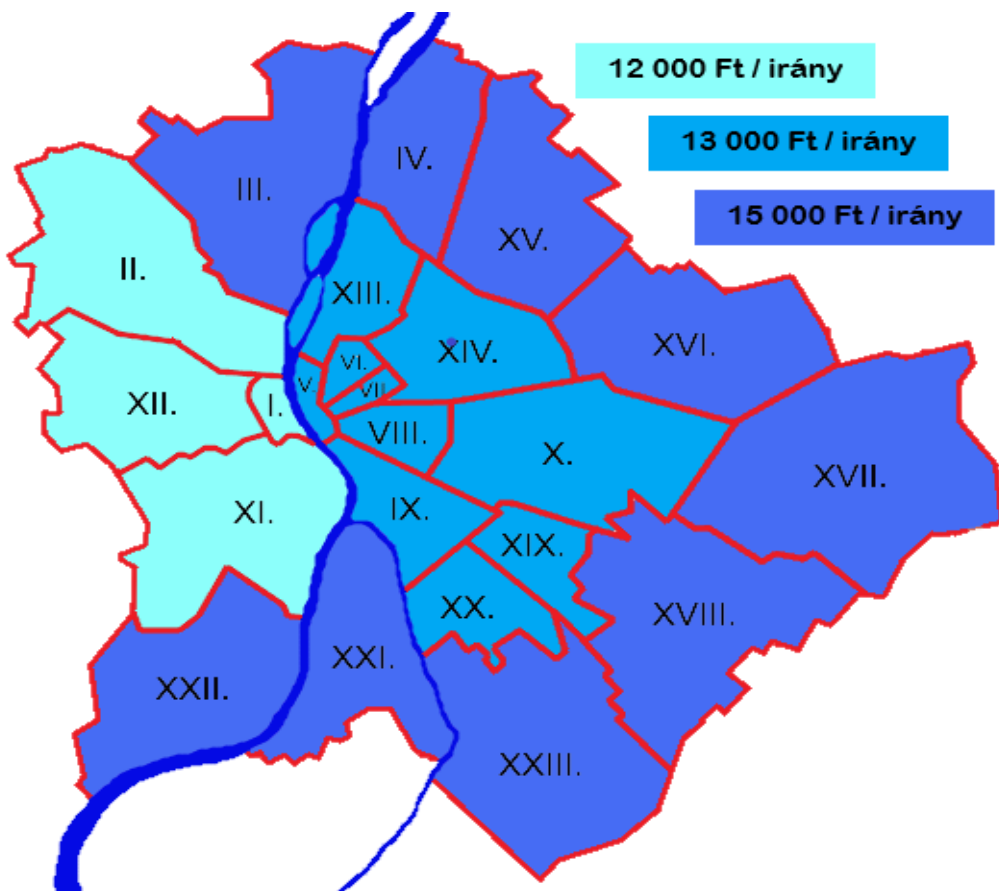 12 000 Ft / irány
13 000 Ft / irány
15 000 Ft / irány
IV.
III.
XV.
II.
XIII.
XIV.
XVI.
VI.
V.
VII.
XII.
I.
VIII.
X.
XVII.
IX.
XI.
XIX.
XX.
XVIII.
XXI.
XXII.
XXIII.